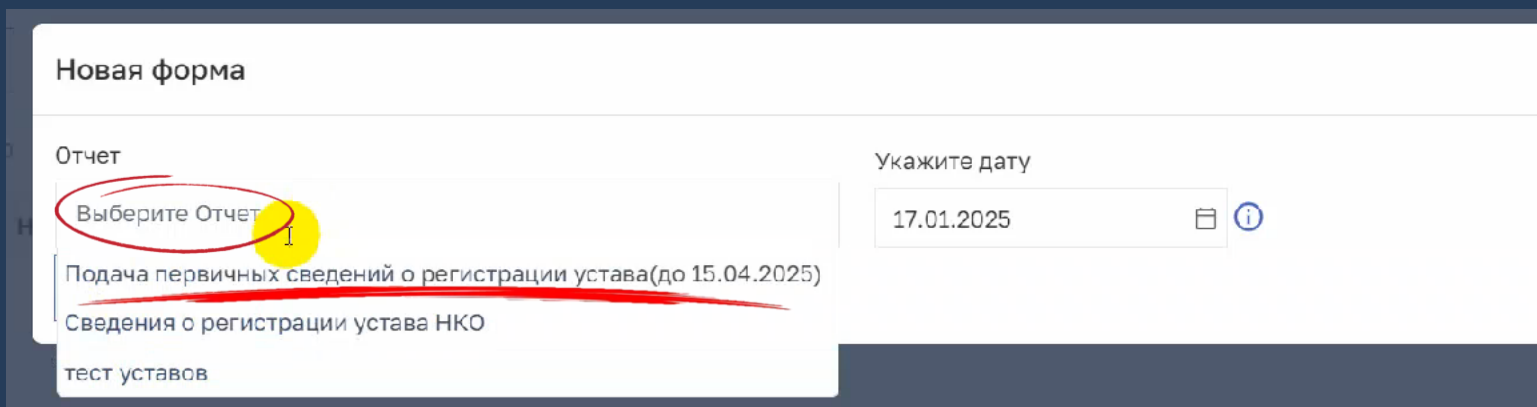 Новая форма
Отчет
Укажите дату
Выберите Отчет
17.01.2025
Подача первичных сведений о регистрации устава(до 15.04.2025)
Сведения о регистрации устава НКО
тест уставов